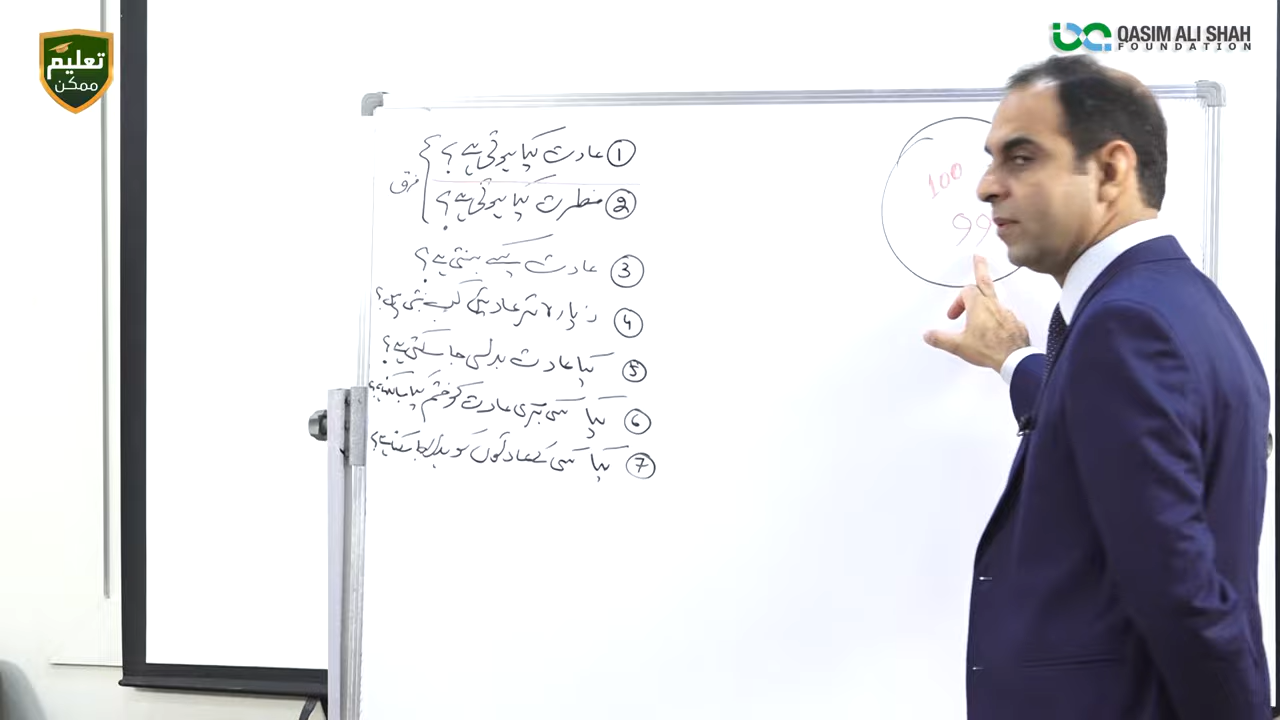 تعلیم
ممکن
QASIM ALI SHAH
FOUNDATION
① عادت کیا ہوتی ہے؟
② فطرت کیا ہوتی ہے؟
فرق
③ عادت کیسے بنتی ہے؟
④ زیادہ تر عادتیں کب بنتی ہیں؟
⑤ کیا عادت بدلی جا سکتی ہے؟
⑥ کیا کسی بری عادت کو ختم کیا جا سکتا ہے؟
⑦ کیا کسی کے عادتوں کو بدلا جا سکتا ہے؟
100
99